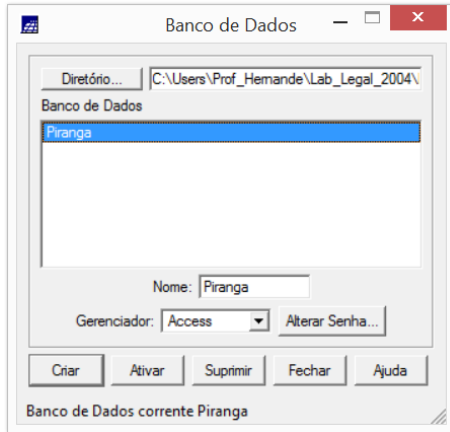 Banco de Dados
Diretório... C:\Users\Prof_Hernande\Lab_Legal_2004\
Banco de Dados
Piranga
Nome: Piranga
Gerenciador: Access Alterar Senha...
Criar Ativar Suprimir Fechar Ajuda
Banco de Dados corrente Piranga